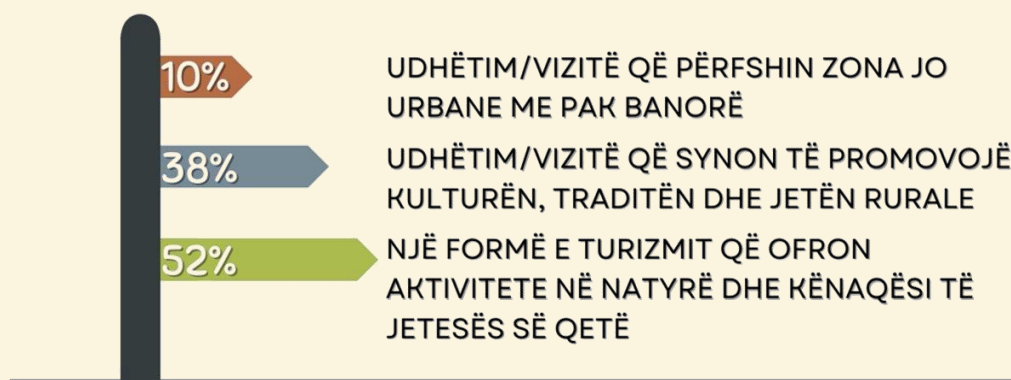 10%
UDHËTIM/VIZITË QË PËRFSHIN ZONA JO
URBANE ME PAK BANORË
38%
UDHËTIM/VIZITË QË SYNON TË PROMOVOJË
KULTURËN, TRADITËN DHE JETËN RURALE
52%
NJË FORMË E TURIZMIT QË OFRON
AKTIVITETE NË NATYRË DHE KËNAQËSI TË
JETESËS SË QETË